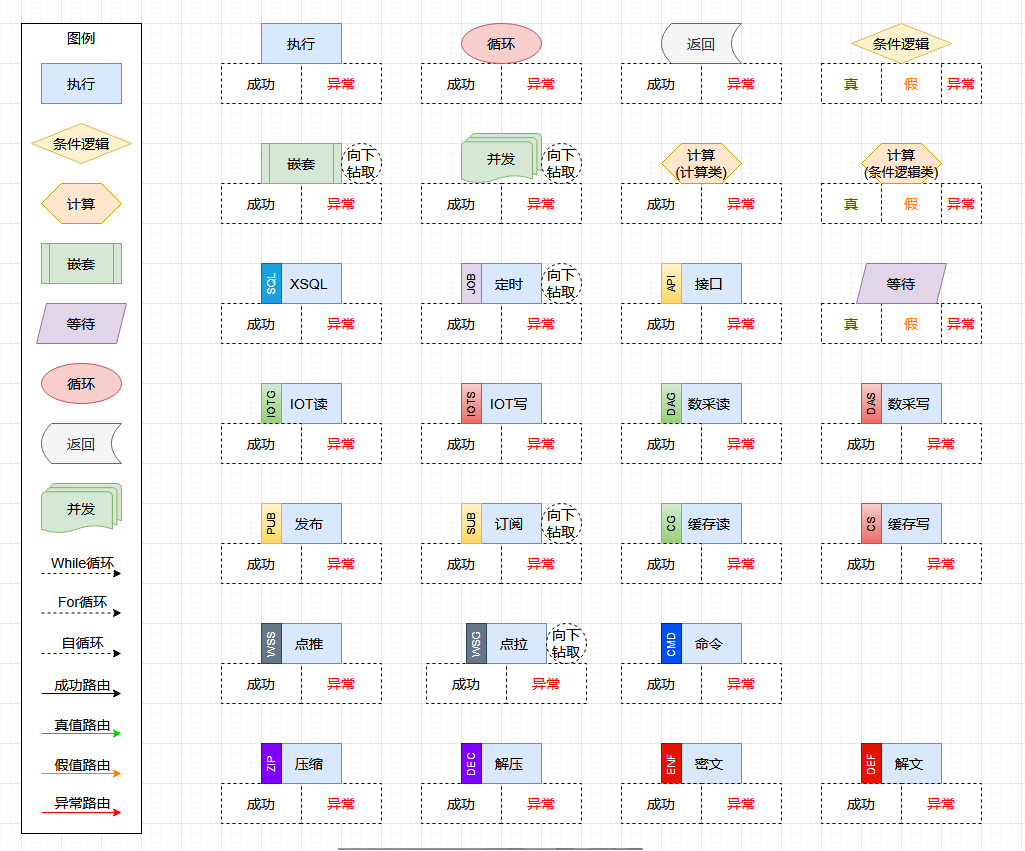 图例
执行
条件逻辑
计算
嵌套
等待
循环
返回
并发
While循环
For循环
自循环
成功路由
真值路由
假值路由
异常路由
执行
成功 异常
循环
成功 异常
返回
成功 异常
条件逻辑
真 假 异常
嵌套
向下
钻取
成功 异常
并发
向下
钻取
成功 异常
计算
(计算类)
成功 异常
计算
(条件逻辑类)
真 假 异常
SQL XSQL
成功 异常
JOB 定时
向下
钻取
成功 异常
API 接口
成功 异常
等待
真 假 异常
IOTG IOT读
成功 异常
IOTS IOT写
成功 异常
DAG 数采读
成功 异常
DAS 数采写
成功 异常
PUB 发布
成功 异常
SUB 订阅
向下
钻取
成功 异常
CG 缓存读
成功 异常
CS 缓存写
成功 异常
WSS 点推
成功 异常
WSG 点拉
向下
钻取
成功 异常
CMD 命令
成功 异常
ZIP 压缩
成功 异常
DEC 解压
成功 异常
ENF 密文
成功 异常
DEF 解文
成功 异常